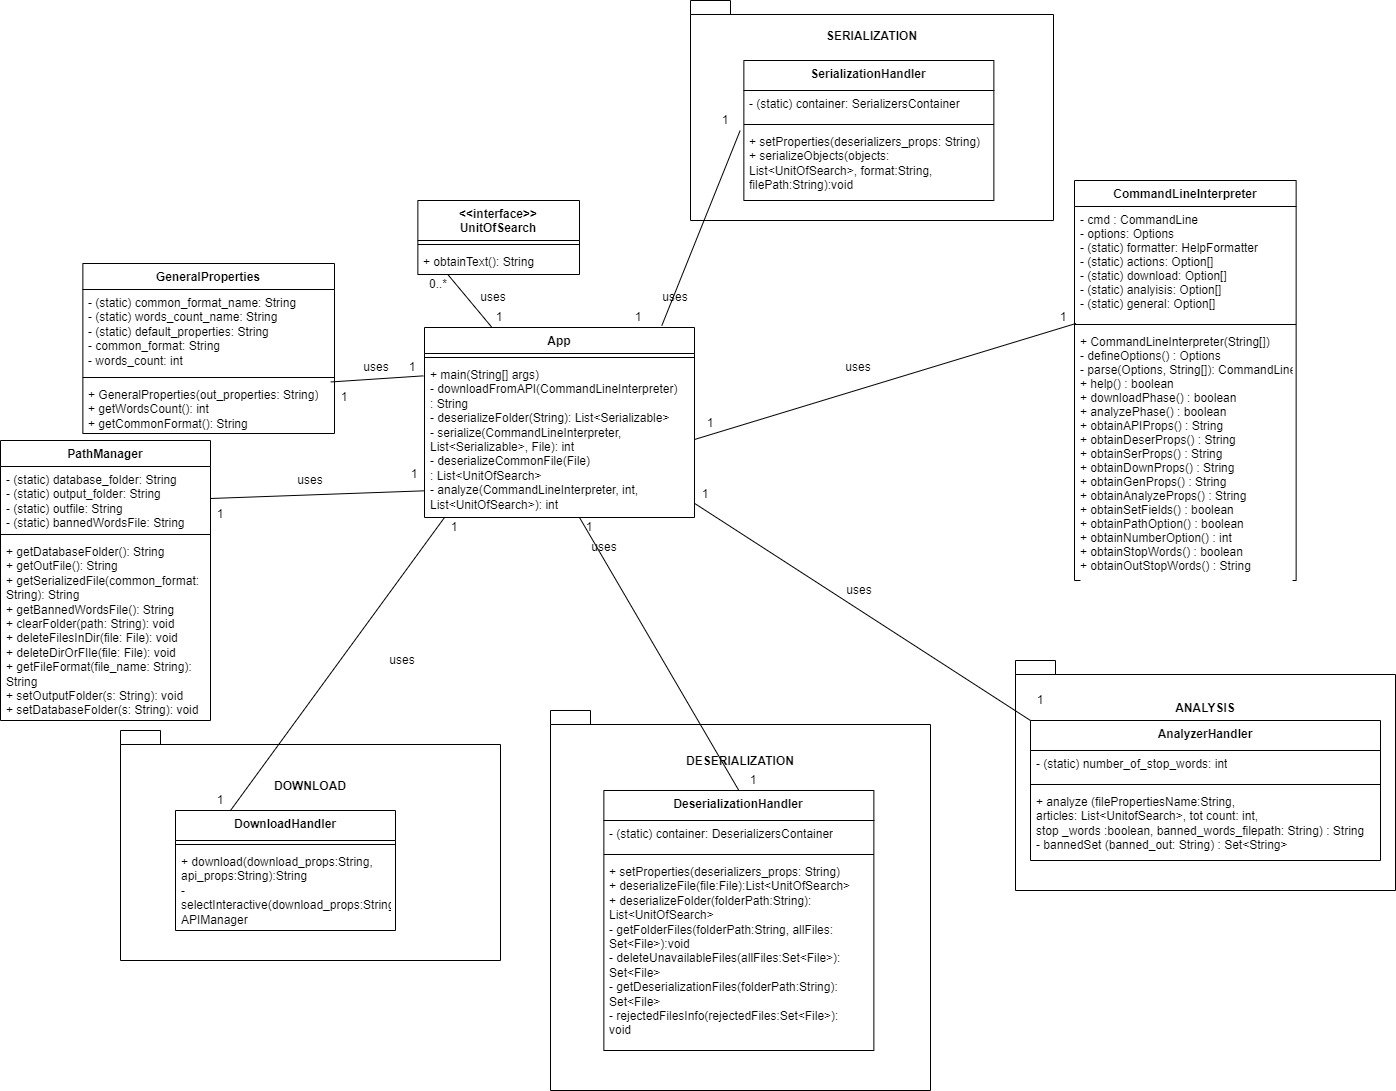 SERIALIZATION
SerializationHandler
- (static) container: SerializersContainer
+ setProperties(deserializers_props: String)
+ serializeObjects(objects:
List<UnitOfSearch>, format:String,
filePath:String):void
1
uses
1
<<interface>>
UnitOfSearch
+ obtainText(): String
0..*
uses
1
CommandLineInterpreter
- cmd : CommandLine
- options: Options
- (static) formatter: HelpFormatter
- (static) actions: Option[]
- (static) download: Option[]
- (static) analyisis: Option[]
- (static) general: Option[]
+ CommandLineInterpreter(String[])
- defineOptions() : Options
- parse(Options, String[]): CommandLine
+ help() : boolean
+ downloadPhase() : boolean
+ analyzePhase() : boolean
+ obtainAPIProps() : String
+ obtainDeserProps() : String
+ obtainSerProps() : String
+ obtainDownProps() : String
+ obtainGenProps() : String
+ obtainAnalyzeProps() : String
+ obtainSetFields() : boolean
+ obtainPathOption() : boolean
+ obtainNumberOption() : int
+ obtainStopWords() : boolean
+ obtainOutStopWords() : String
1
uses
1
GeneralProperties
- (static) common_format_name: String
- (static) words_count_name: String
- (static) default_properties: String
- common_format: String
- words_count: int
+ GeneralProperties(out_properties: String)
+ getWordsCount(): int
+ getCommonFormat(): String
uses
1
1
App
+ main(String[] args)
- downloadFromAPI(CommandLineInterpreter)
: String
- deserializeFolder(String): List<Serializable>
- serialize(CommandLineInterpreter,
List<Serializable>, File): int
- deserializeCommonFile(File)
: List<UnitOfSearch>
- analyze(CommandLineInterpreter, int,
List<UnitOfSearch>): int
PathManager
- (static) database_folder: String
- (static) output_folder: String
- (static) outfile: String
- (static) bannedWordsFile: String
+ getDatabaseFolder(): String
+ getOutFile(): String
+ getSerializedFile(common_format:
String): String
+ getBannedWordsFile(): String
+ clearFolder(path: String): void
+ deleteFilesInDir(file: File): void
+ deleteDirOrFIle(file: File): void
+ getFileFormat(file_name: String):
String
+ setOutputFolder(s: String): void
+ setDatabaseFolder(s: String): void
uses
1
1
1
uses
1
1
uses
1
1
uses
1
DOWNLOAD
DownloadHandler
+ download(download_props:String,
api_props:String):String
-
selectInteractive(download_props:String
APIManager
DESERIALIZATION
DeserializationHandler
- (static) container: DeserializersContainer
+ setProperties(deserializers_props: String)
+ deserializeFile(file:File):List<UnitOfSearch>
+ deserializeFolder(folderPath:String):
List<UnitOfSearch>
- getFolderFiles(folderPath:String, allFiles:
Set<File>):void
- deleteUnavailableFiles(allFiles:Set<File>):
Set<File>
- getDeserializationFiles(folderPath:String):
Set<File>
- rejectedFilesInfo(rejectedFiles:Set<File>):
void
ANALYSIS
AnalyzerHandler
- (static) number_of_stop_words: int
+ analyze (filePropertiesName:String,
articles: List<UnitofSearch>, tot count: int,
stop _words :boolean, banned_words_filepath: String) : String
- bannedSet (banned_out: String) : Set<String>